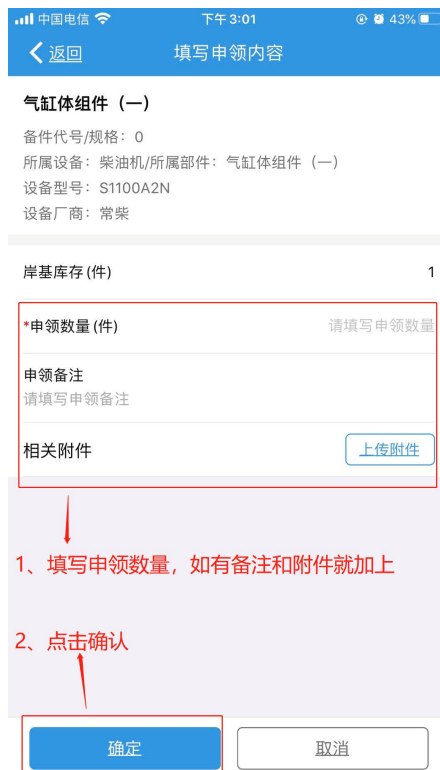 中国电信 下午3:01 43%
返回 填写申领内容
气缸体组件（一）
备件代号/规格：0
所属设备：柴油机/所属部件：气缸体组件（一）
设备型号：S1100A2N
设备厂商：常柴
岸基库存(件) 1
*申领数量(件) 请填写申领数量
申领备注
请填写申领备注
相关附件 上传附件
1、填写申领数量，如有备注和附件就加上
2、点击确认
确定 取消